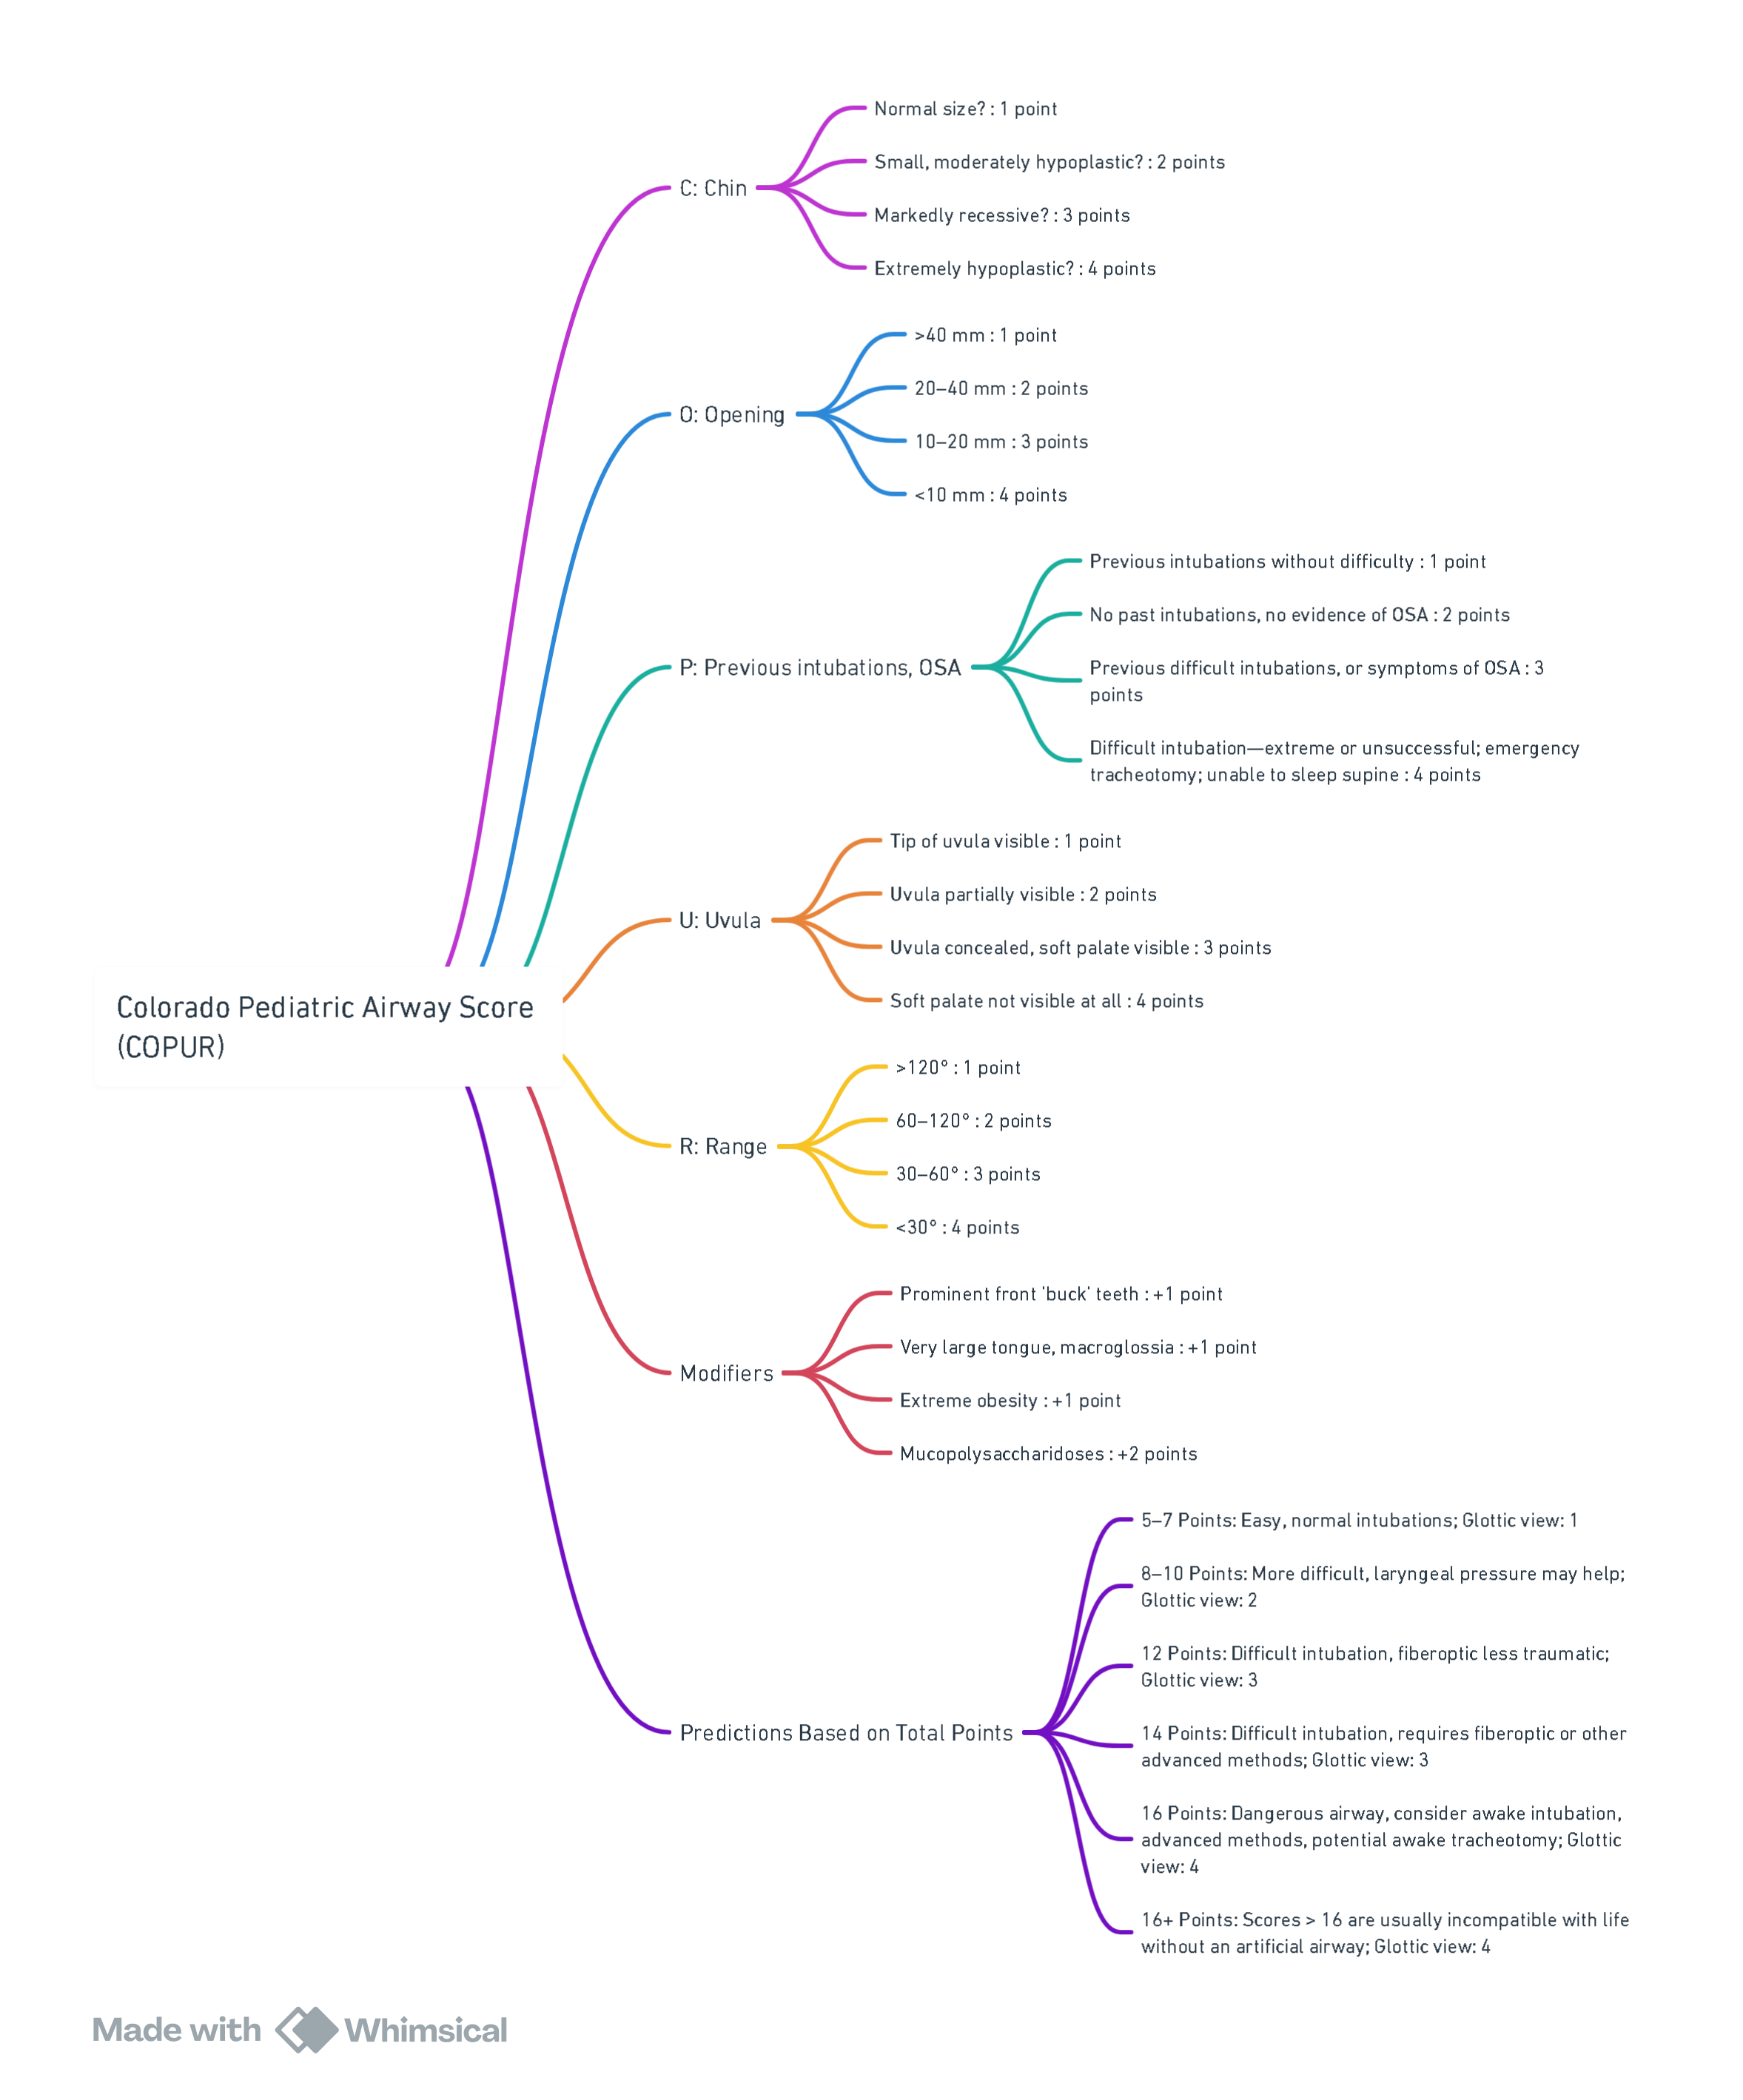 C: Chin
Normal size? : 1 point
Small, moderately hypoplastic? : 2 points
Markedly recessive? : 3 points
Extremely hypoplastic? : 4 points
O: Opening
>40 mm : 1 point
20–40 mm : 2 points
10–20 mm : 3 points
<10 mm : 4 points
P: Previous intubations, OSA
Previous intubations without difficulty : 1 point
No past intubations, no evidence of OSA : 2 points
Previous difficult intubations, or symptoms of OSA : 3
points
Difficult intubation—extreme or unsuccessful; emergency
tracheotomy; unable to sleep supine : 4 points
U: Uvula
Tip of uvula visible : 1 point
Uvula partially visible : 2 points
Uvula concealed, soft palate visible : 3 points
Soft palate not visible at all : 4 points
Colorado Pediatric Airway Score
(COPUR)
R: Range
>120° : 1 point
60–120° : 2 points
30–60° : 3 points
<30° : 4 points
Modifiers
Prominent front 'buck' teeth : +1 point
Very large tongue, macroglossia : +1 point
Extreme obesity : +1 point
Mucopolysaccharidoses : +2 points
Predictions Based on Total Points
5–7 Points: Easy, normal intubations; Glottic view: 1
8–10 Points: More difficult, laryngeal pressure may help;
Glottic view: 2
12 Points: Difficult intubation, fiberoptic less traumatic;
Glottic view: 3
14 Points: Difficult intubation, requires fiberoptic or other
advanced methods; Glottic view: 3
16 Points: Dangerous airway, consider awake intubation,
advanced methods, potential awake tracheotomy; Glottic
view: 4
16+ Points: Scores > 16 are usually incompatible with life
without an artificial airway; Glottic view: 4
Made with Whimsical